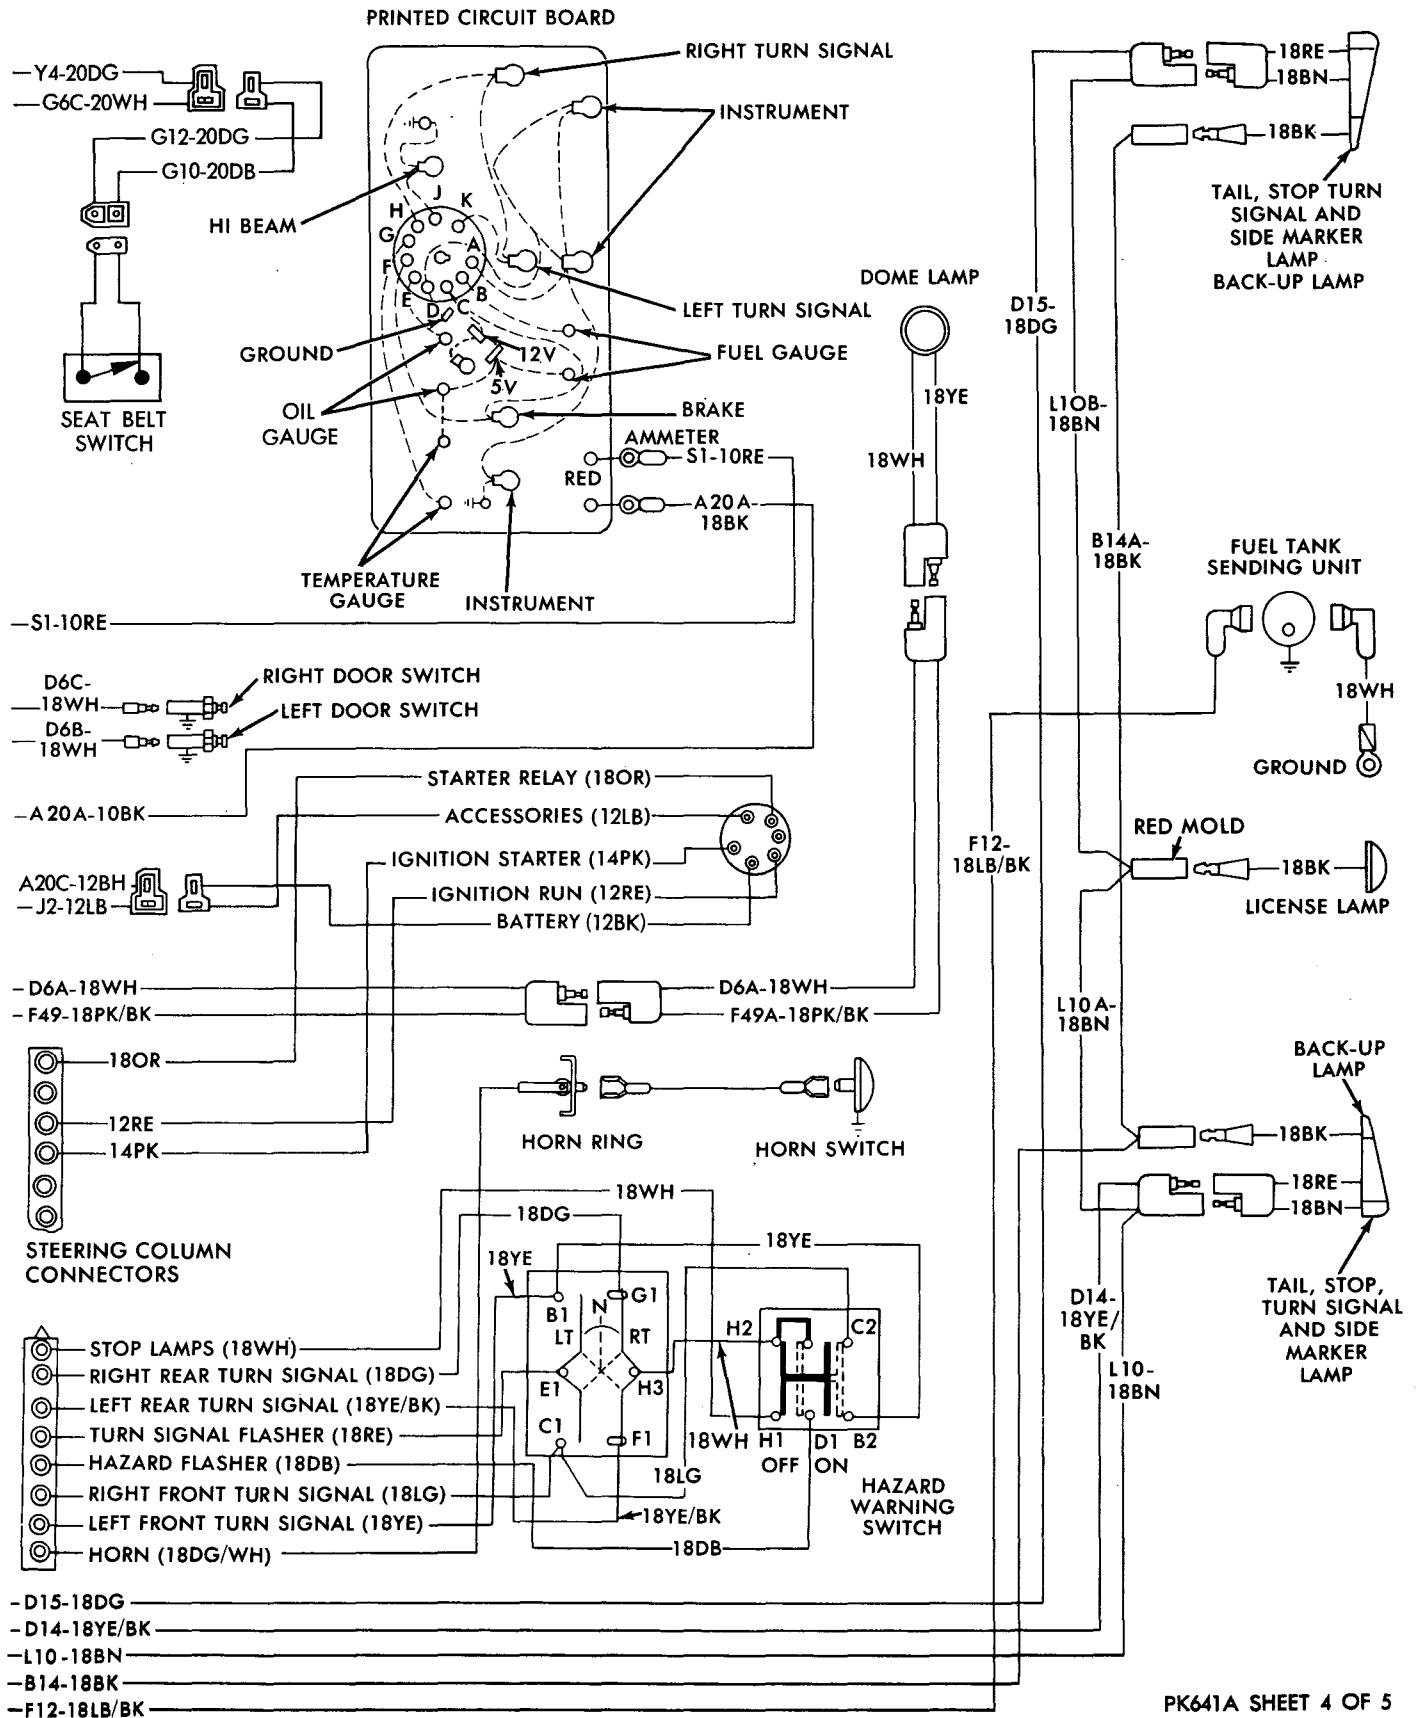 PRINTED CIRCUIT BOARD
RIGHT TURN SIGNAL
INSTRUMENT
Y4-20DG
G6C-20WH
G12-20DG
G10-20DB
HI BEAM
J
K
H
G
A
F
E
D
C
B
LEFT TURN SIGNAL
GROUND
12V
FUEL GAUGE
5V
OIL
GAUGE
BRAKE
AMMETER
S1-10RE
RED
A20A-
18BK
SEAT BELT
SWITCH
TEMPERATURE
GAUGE
INSTRUMENT
S1-10RE
D6C-
18WH
RIGHT DOOR SWITCH
LEFT DOOR SWITCH
D6B-
18WH
STARTER RELAY (18OR)
A20A-10BK
ACCESSORIES (12LB)
IGNITION STARTER (14PK)
A20C-12BH
J2-12LB
IGNITION RUN (12RE)
BATTERY (12BK)
D6A-18WH
F49-18PK/BK
D6A-18WH
F49A-18PK/BK
DOME LAMP
18YE
18WH
18RE
18BN
18BK
TAIL, STOP TURN
SIGNAL AND
SIDE MARKER
LAMP
BACK-UP LAMP
D15-
18DG
L10B-
18BN
B14A-
18BK
FUEL TANK
SENDING UNIT
18WH
GROUND
RED MOLD
F12-
18LB/BK
18BK
LICENSE LAMP
L10A-
18BN
BACK-UP
LAMP
18BK
18RE
18BN
TAIL, STOP,
TURN SIGNAL
AND SIDE
MARKER
LAMP
D14-
18YE/
BK
L10-
18BN
18OR
12RE
14PK
STEERING COLUMN
CONNECTORS
HORN RING
HORN SWITCH
18WH
18DG
18YE
18YE
B1
N
G1
LT
RT
E1
H3
C1
F1
H2
C2
18WH
H1
D1
B2
OFF
ON
18LG
HAZARD
WARNING
SWITCH
18YE/BK
18DB
STOP LAMPS (18WH)
RIGHT REAR TURN SIGNAL (18DG)
LEFT REAR TURN SIGNAL (18YE/BK)
TURN SIGNAL FLASHER (18RE)
HAZARD FLASHER (18DB)
RIGHT FRONT TURN SIGNAL (18LG)
LEFT FRONT TURN SIGNAL (18YE)
HORN (18DG/WH)
D15-18DG
D14-18YE/BK
L10-18BN
B14-18BK
F12-18LB/BK
PK641A SHEET 4 OF 5